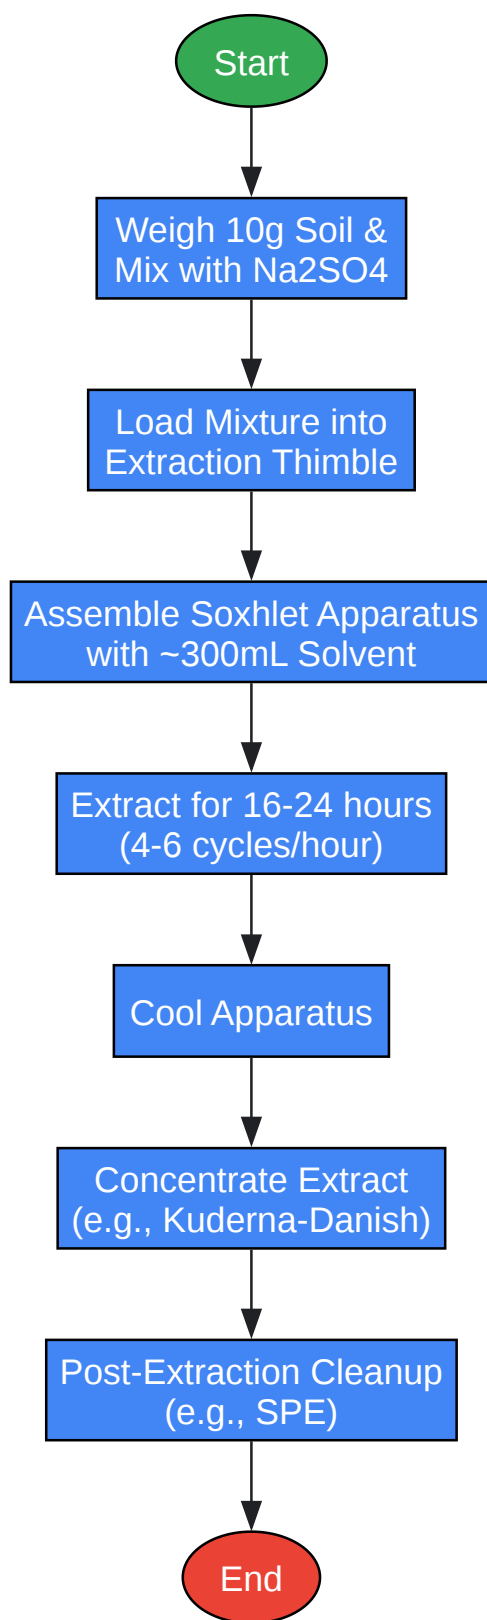 Start
Weigh 10g Soil &
Mix with Na2SO4
Load Mixture into
Extraction Thimble
Assemble Soxhlet Apparatus
with ~300mL Solvent
Extract for 16-24 hours
(4-6 cycles/hour)
Cool Apparatus
Concentrate Extract
(e.g., Kuderna-Danish)
Post-Extraction Cleanup
(e.g., SPE)
End